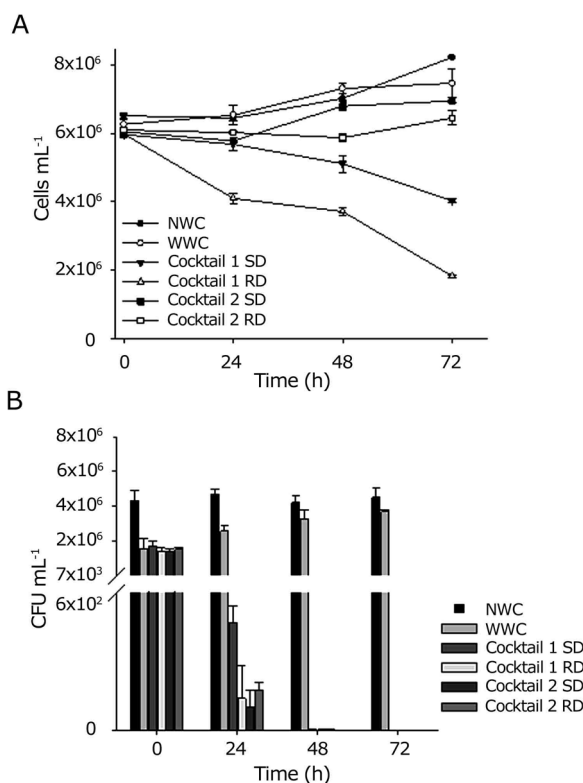 A
8x10⁶
6x10⁶
4x10⁶
2x10⁶
0
Cells mL⁻¹
NWC
WWC
Cocktail 1 SD
Cocktail 1 RD
Cocktail 2 SD
Cocktail 2 RD
0 24 48 72
Time (h)
B
8x10⁶
6x10⁶
4x10⁶
2x10⁶
7x10³
6x10²
0
CFU mL⁻¹
NWC
WWC
Cocktail 1 SD
Cocktail 1 RD
Cocktail 2 SD
Cocktail 2 RD
0 24 48 72
Time (h)